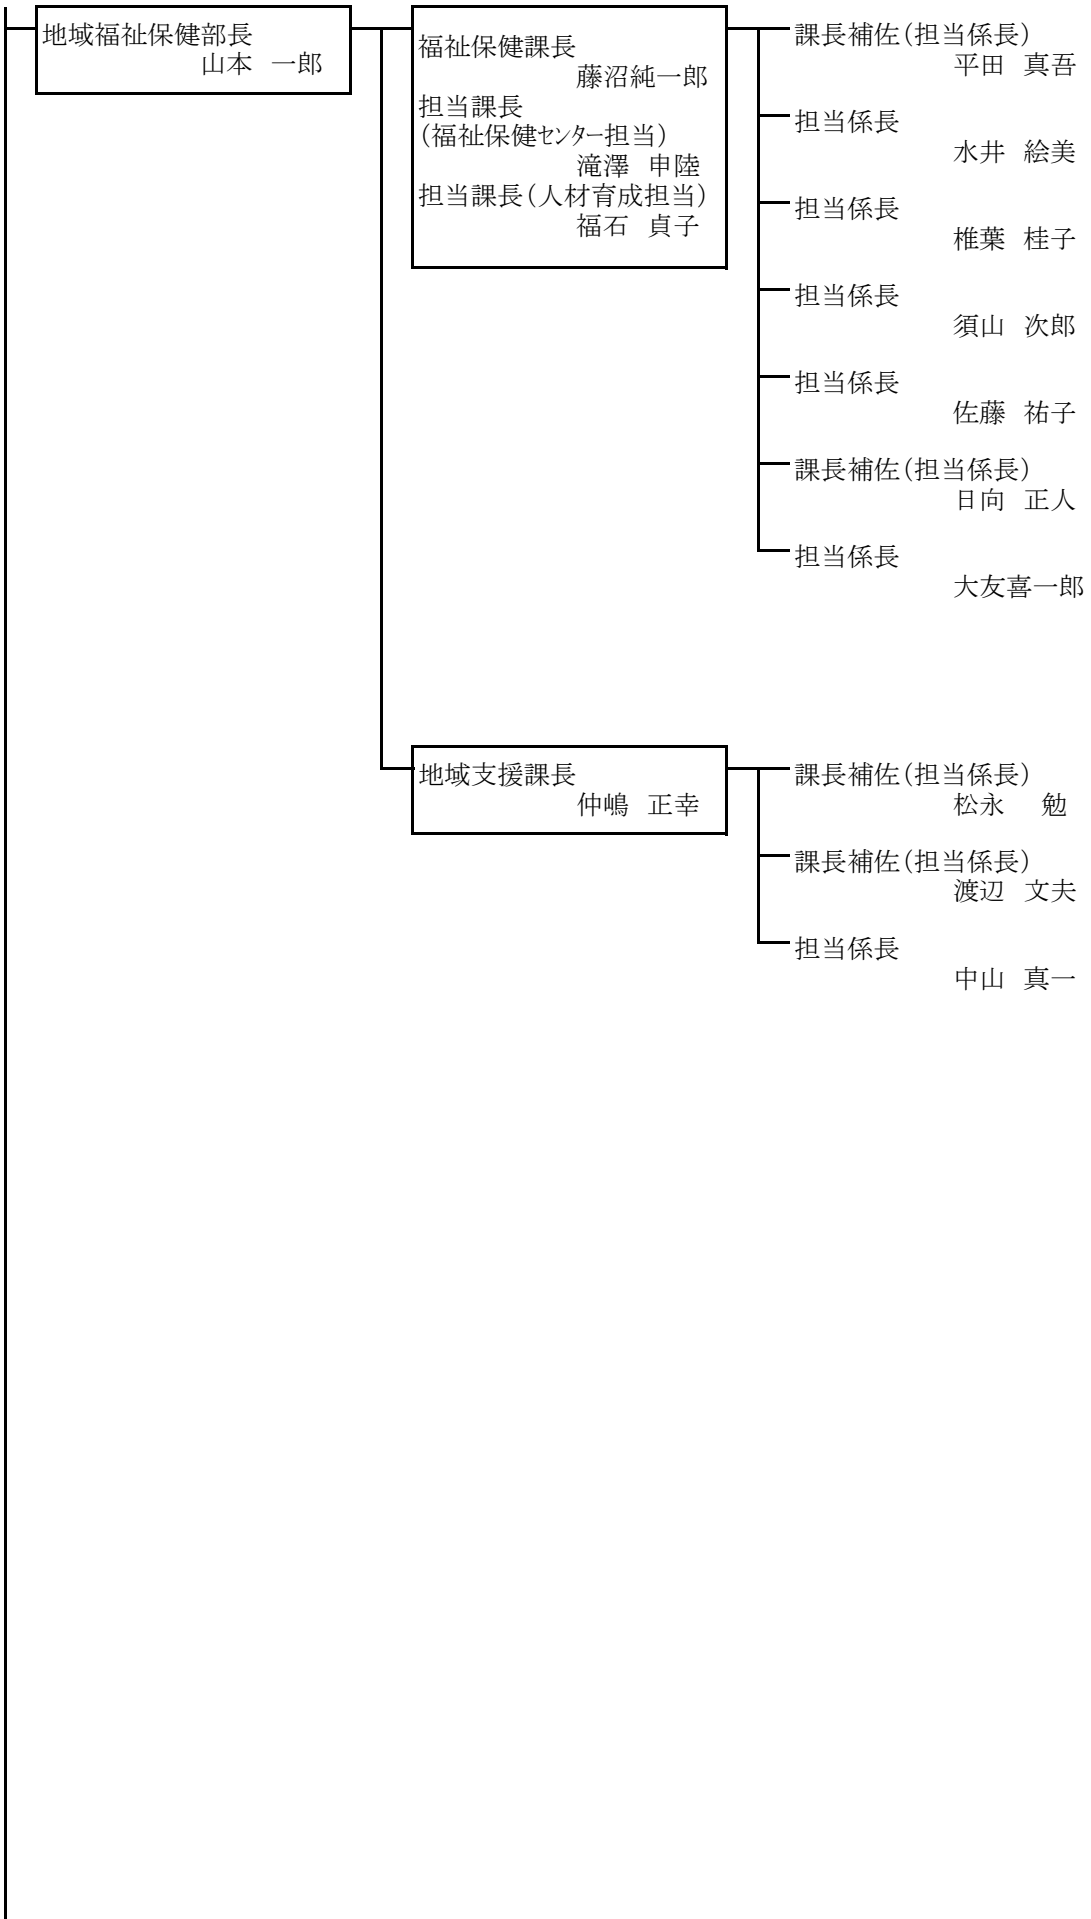 地域福祉保健部長
山本 一郎
福祉保健課長
藤沼純一郎
担当課長
(福祉保健センター担当)
滝澤 申陸
担当課長(人材育成担当)
福石 貞子
課長補佐(担当係長)
平田 真吾
担当係長
水井 絵美
担当係長
椎葉 桂子
担当係長
須山 次郎
担当係長
佐藤 祐子
課長補佐(担当係長)
日向 正人
担当係長
大友喜一郎
地域支援課長
仲嶋 正幸
課長補佐(担当係長)
松永 勉
課長補佐(担当係長)
渡辺 文夫
担当係長
中山 真一